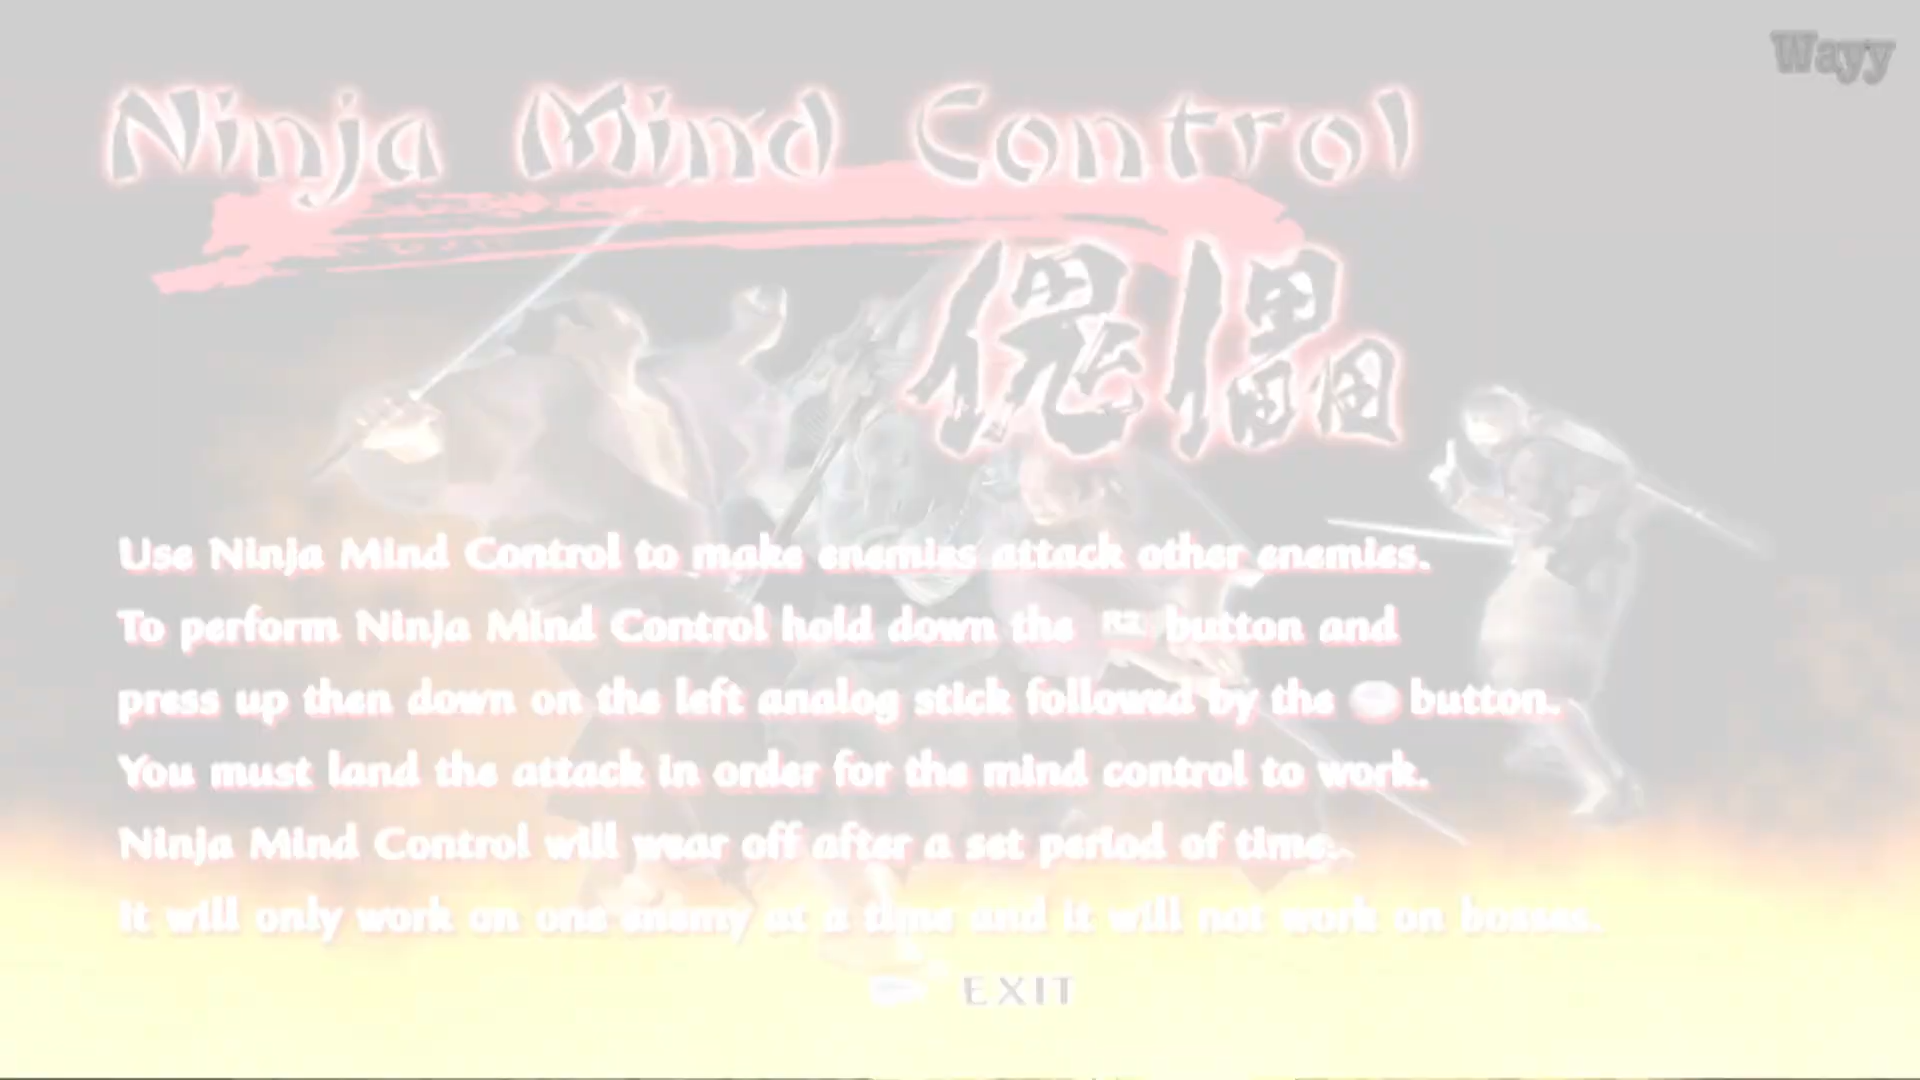 Wayy
Ninja Mind Control
傀儡
Use Ninja Mind Control to make enemies attack other enemies.
To perform Ninja Mind Control hold down the R2 button and
press up then down on the left analog stick followed by the button.
You must land the attack in order for the mind control to work.
Ninja Mind Control will wear off after a set period of time.
It will only work on one enemy at a time and it will not work on bosses.
EXIT